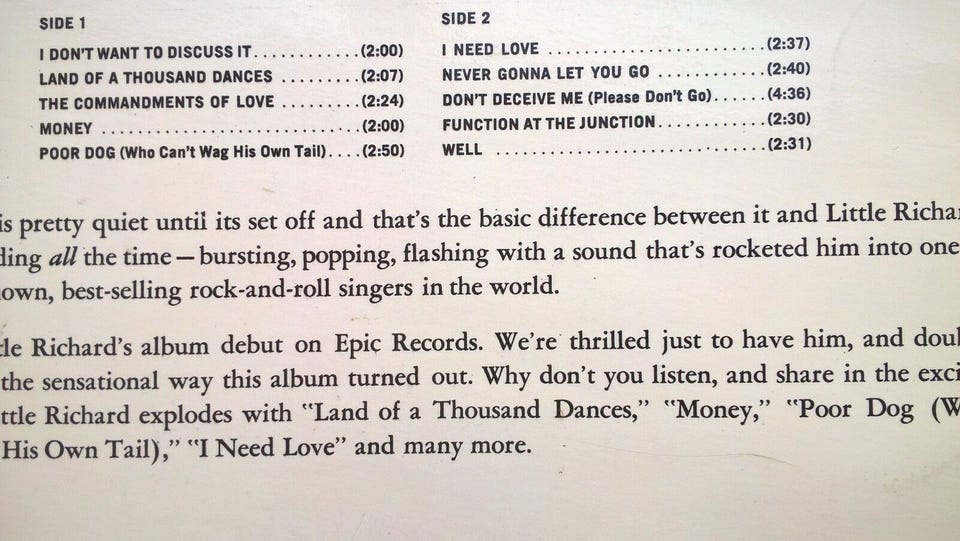 SIDE 1
I DON'T WANT TO DISCUSS IT............(2:00)
LAND OF A THOUSAND DANCES .........(2:07)
THE COMMANDMENTS OF LOVE .........(2:24)
MONEY ..............................(2:00)
POOR DOG (Who Can't Wag His Own Tail)....(2:50)
SIDE 2
I NEED LOVE .........................(2:37)
NEVER GONNA LET YOU GO ............(2:40)
DON'T DECEIVE ME (Please Don't Go)......(4:36)
FUNCTION AT THE JUNCTION............(2:30)
WELL ..............................(2:31)
is pretty quiet until its set off and that's the basic difference between it and Little Richar
ding all the time—bursting, popping, flashing with a sound that's rocketed him into one
own, best-selling rock-and-roll singers in the world.
tle Richard's album debut on Epic Records. We're thrilled just to have him, and doul
the sensational way this album turned out. Why don't you listen, and share in the exci
ittle Richard explodes with "Land of a Thousand Dances," "Money," "Poor Dog (W
His Own Tail)," "I Need Love" and many more.